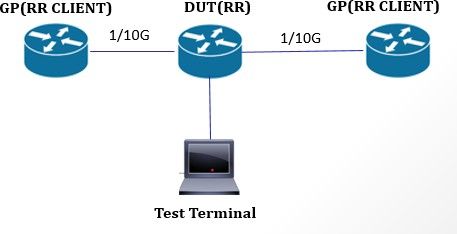 GP(RR CLIENT)
DUT(RR)
GP(RR CLIENT)
1/10G
1/10G
Test Terminal